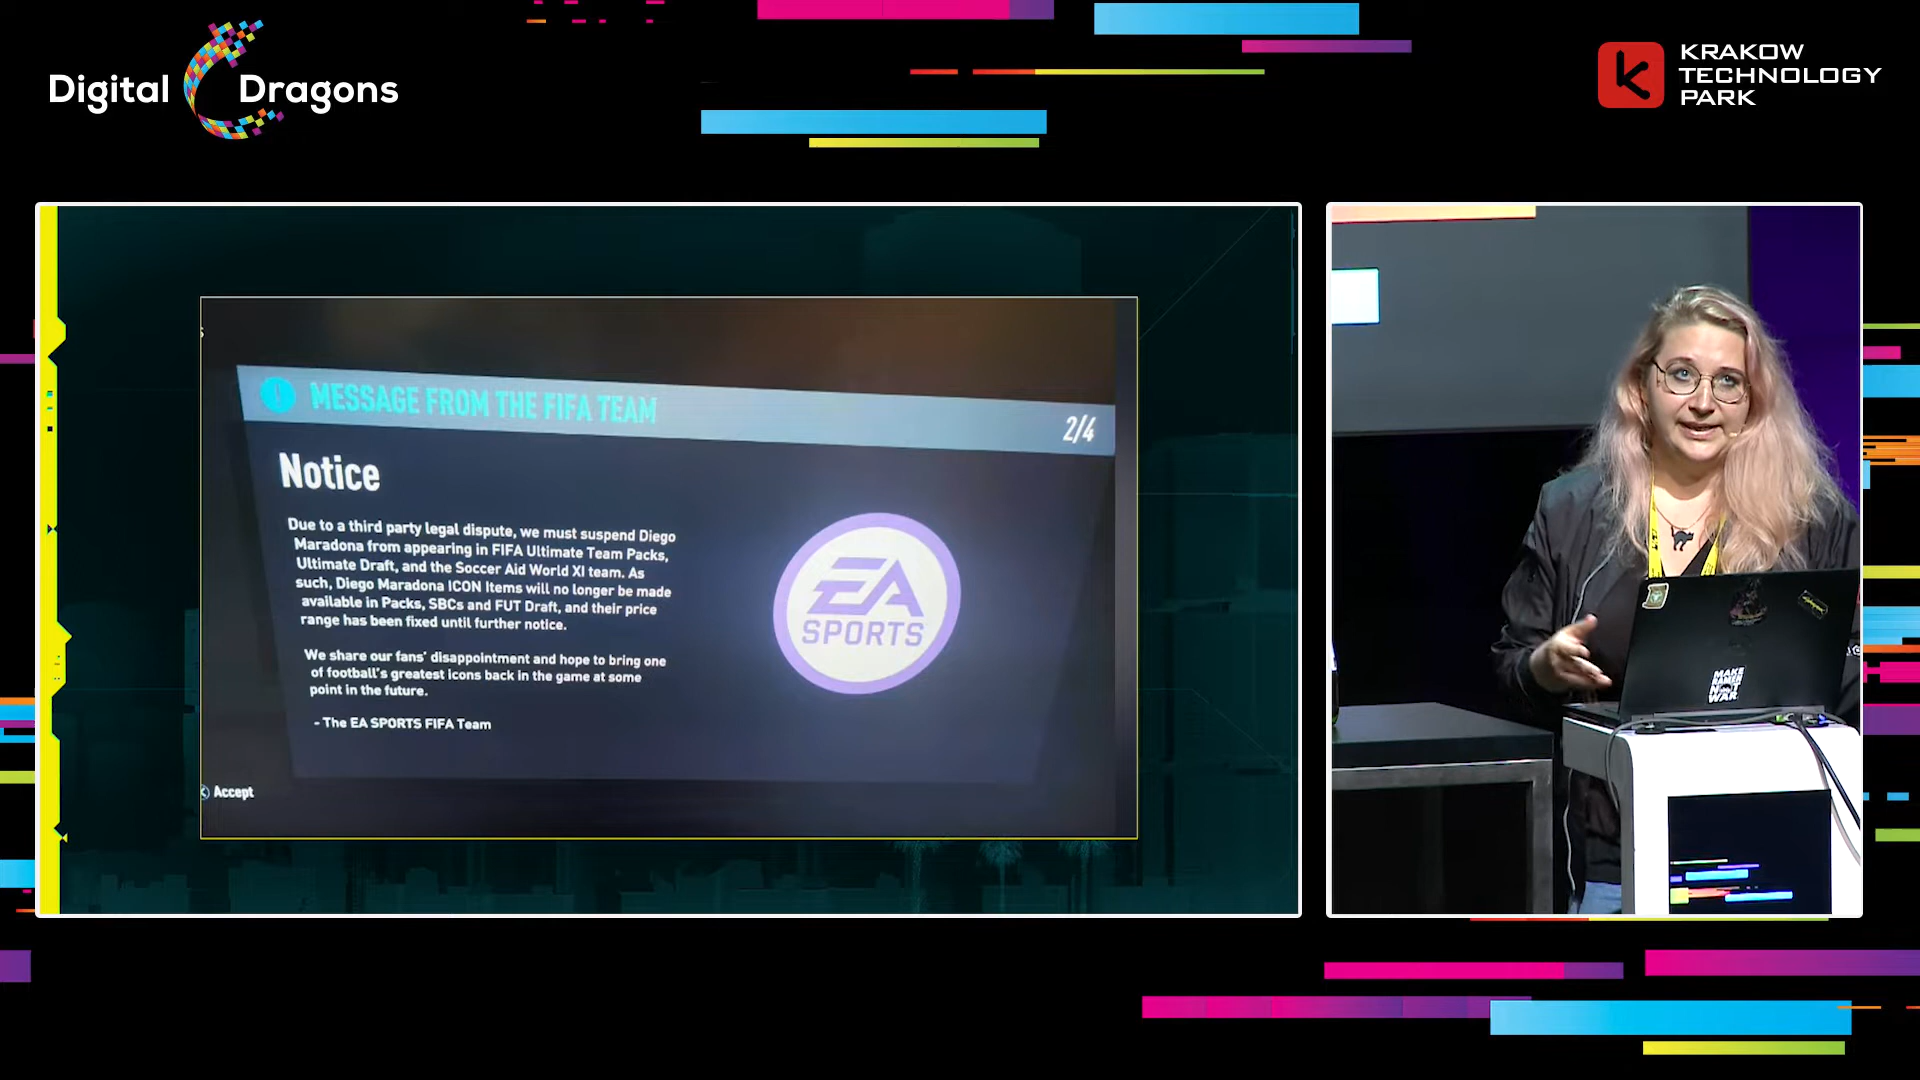 Digital Dragons
KRAKOW
TECHNOLOGY
PARK
MESSAGE FROM THE FIFA TEAM
2/4
Notice
Due to a third party legal dispute, we must suspend Diego
Maradona from appearing in FIFA Ultimate Team Packs,
Ultimate Draft, and the Soccer Aid World XI team. As
such, Diego Maradona ICON Items will no longer be made
available in Packs, SBCs and FUT Draft, and their price
range has been fixed until further notice.
We share our fans' disappointment and hope to bring one
of football's greatest icons back in the game at some
point in the future.
- The EA SPORTS FIFA Team
EA
SPORTS
Accept
MAKE
RAMEN
NOT
WAR